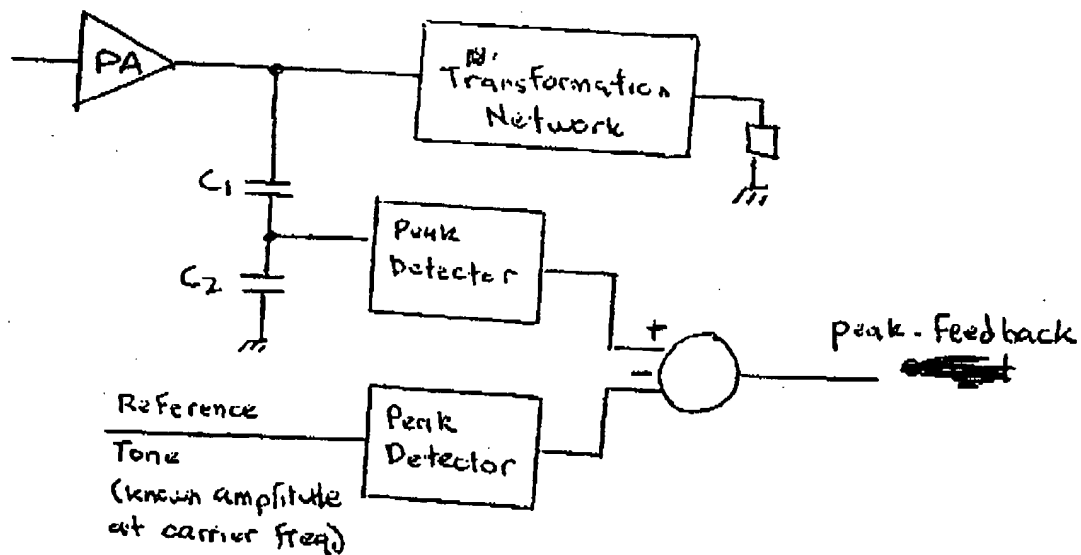 PA
Transformation
Network
C1
C2
Peak
Detector
+
-
peak-Feedback
Reference
Tone
(known amplitude
at carrier freq)
Peak
Detector